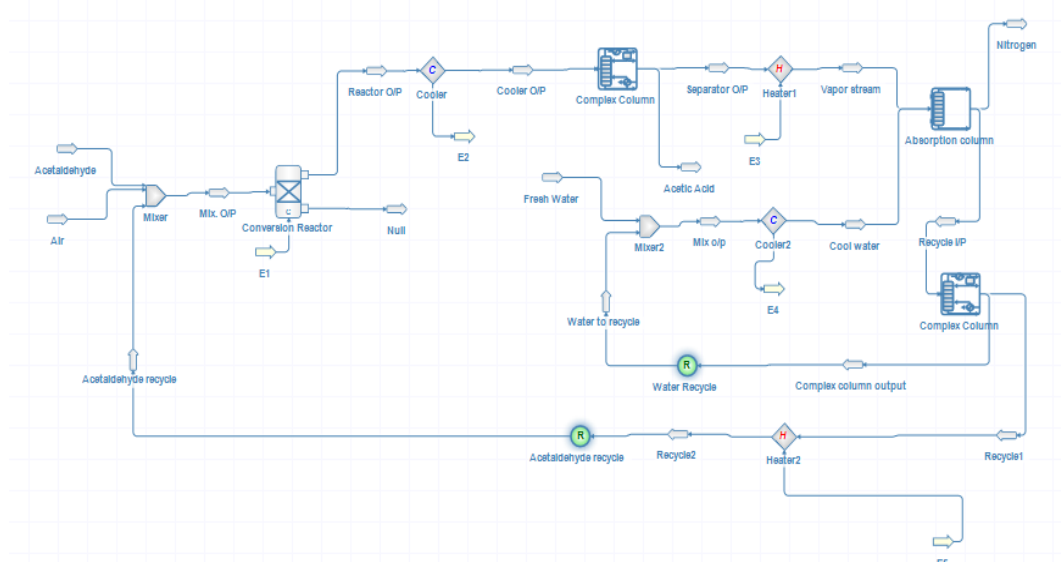 Nitrogen
Reactor O/P
Cooler
C
Cooler O/P
Complex Column
Separator O/P
H
Heater1
Vapor stream
Absorption column
E2
E3
Acetaldehyde
Acetic Acid
Air
Mixer
Mix. O/P
C
Conversion Reactor
Null
E1
Fresh Water
Mixer2
Mix o/p
C
Cooler2
Cool water
Recycle I/P
E4
Complex Column
Water to recycle
Acetaldehyde recycle
R
Water Recycle
Complex column output
R
Acetaldehyde recycle
Recycle2
H
Heater2
Recycle1